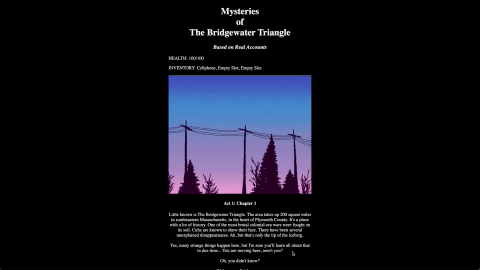 Mysteries
of
The Bridgewater Triangle
Based on Real Accounts
HEALTH: 100/100
INVENTORY: Cellphone, Empty Slot, Empty Slot
Act 1: Chapter 1
Little known is The Bridgewater Triangle. The area takes up 200 square miles
in southeastern Massachusetts, in the heart of Plymouth County. It's a place
with a lot of history. One of the most brutal colonial-era wars were fought on
its soil. Cults are known to show their face. There have been several
unexplained disappearances. Ah, but that's only the tip of the iceberg.
Yes, many strange things happen here, but I'm sure you'll learn all about that
in due time... You are moving here, aren't you?
Oh, you didn't know?